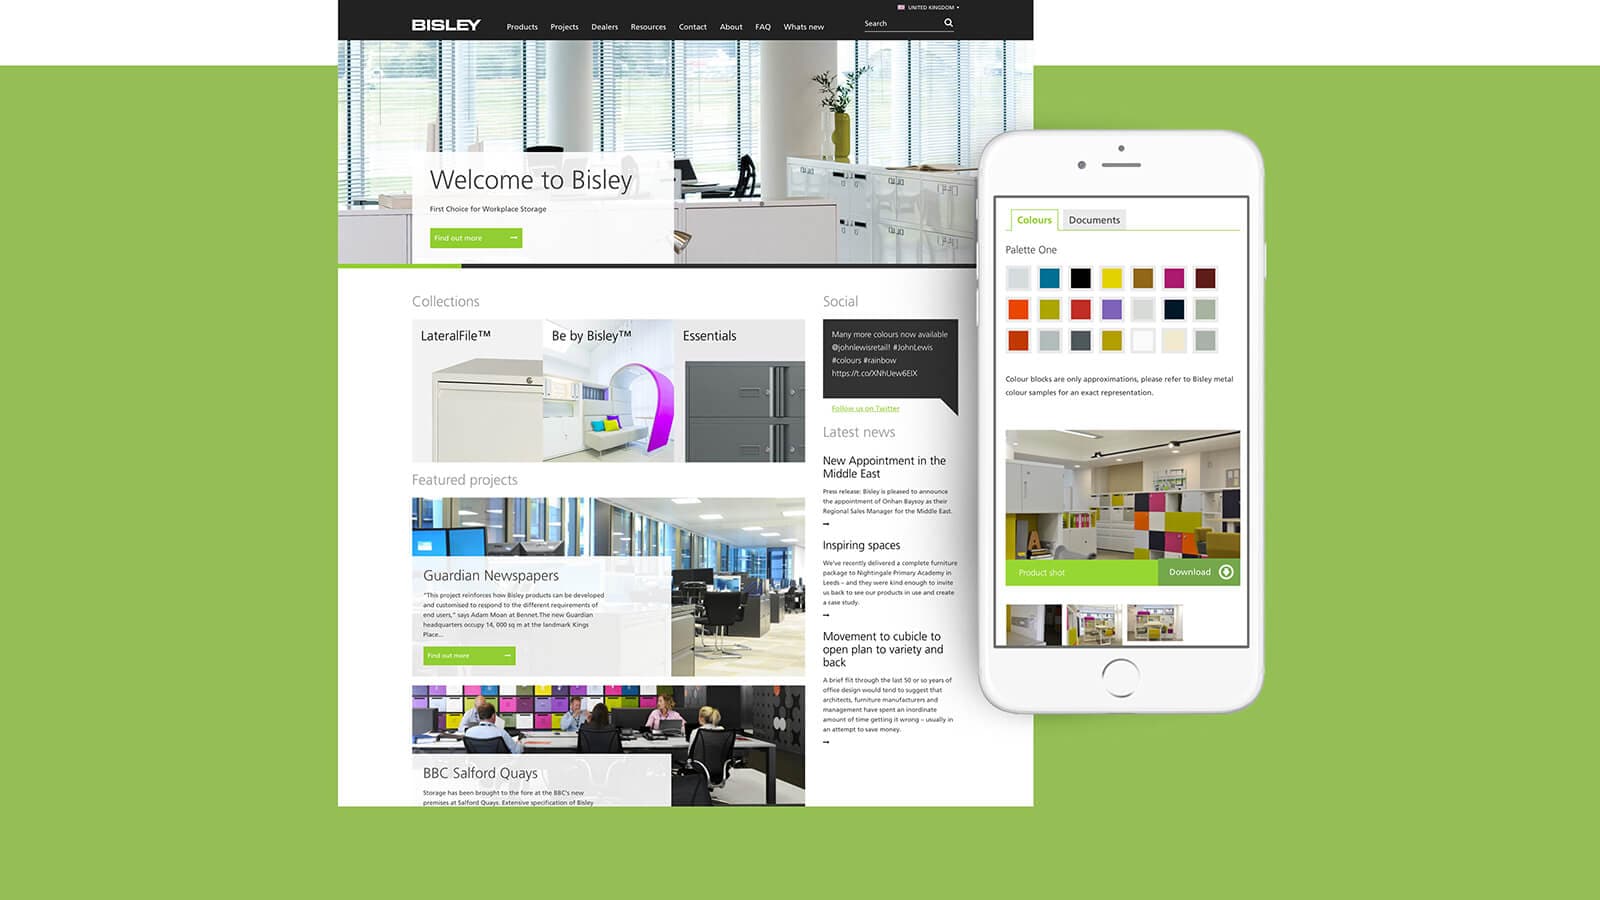 UNITED KINGDOM
BISLEY
Products
Projects
Dealers
Resources
Contact
About
FAQ
Whats new
Search
Welcome to Bisley
First Choice for Workplace Storage
Find out more
Collections
LateralFile™
Be by Bisley™
Essentials
Featured projects
Guardian Newspapers
"This project reinforces how Bisley products can be developed
and customised to respond to the different requirements of
end users," says Adam Moan at Bennet.The new Guardian
headquarters occupy 14, 000 sq m at the landmark Kings
Place...
Find out more
BBC Salford Quays
Storage has been brought to the fore at the BBC's new
premises at Salford Quays. Extensive specification of Bisley
Social
Many more colours now available
@johnlewisretail! #JohnLewis
#colours #rainbow
https://t.co/XNhUew6EIX
Follow us on Twitter
Latest news
New Appointment in the
Middle East
Press release: Bisley is pleased to announce
the appointment of Onhan Baysoy as their
Regional Sales Manager for the Middle East.
Inspiring spaces
We've recently delivered a complete furniture
package to Nightingale Primary Academy in
Leeds – and they were kind enough to invite
us back to see our products in use and create
a case study.
Movement to cubicle to
open plan to variety and
back
A brief flit through the last 50 or so years of
office design would tend to suggest that
architects, furniture manufacturers and
management have spent an inordinate
amount of time getting it wrong – usually in
an attempt to save money.
Colours
Documents
Palette One
Colour blocks are only approximations, please refer to Bisley metal
colour samples for an exact representation.
Product shot
Download